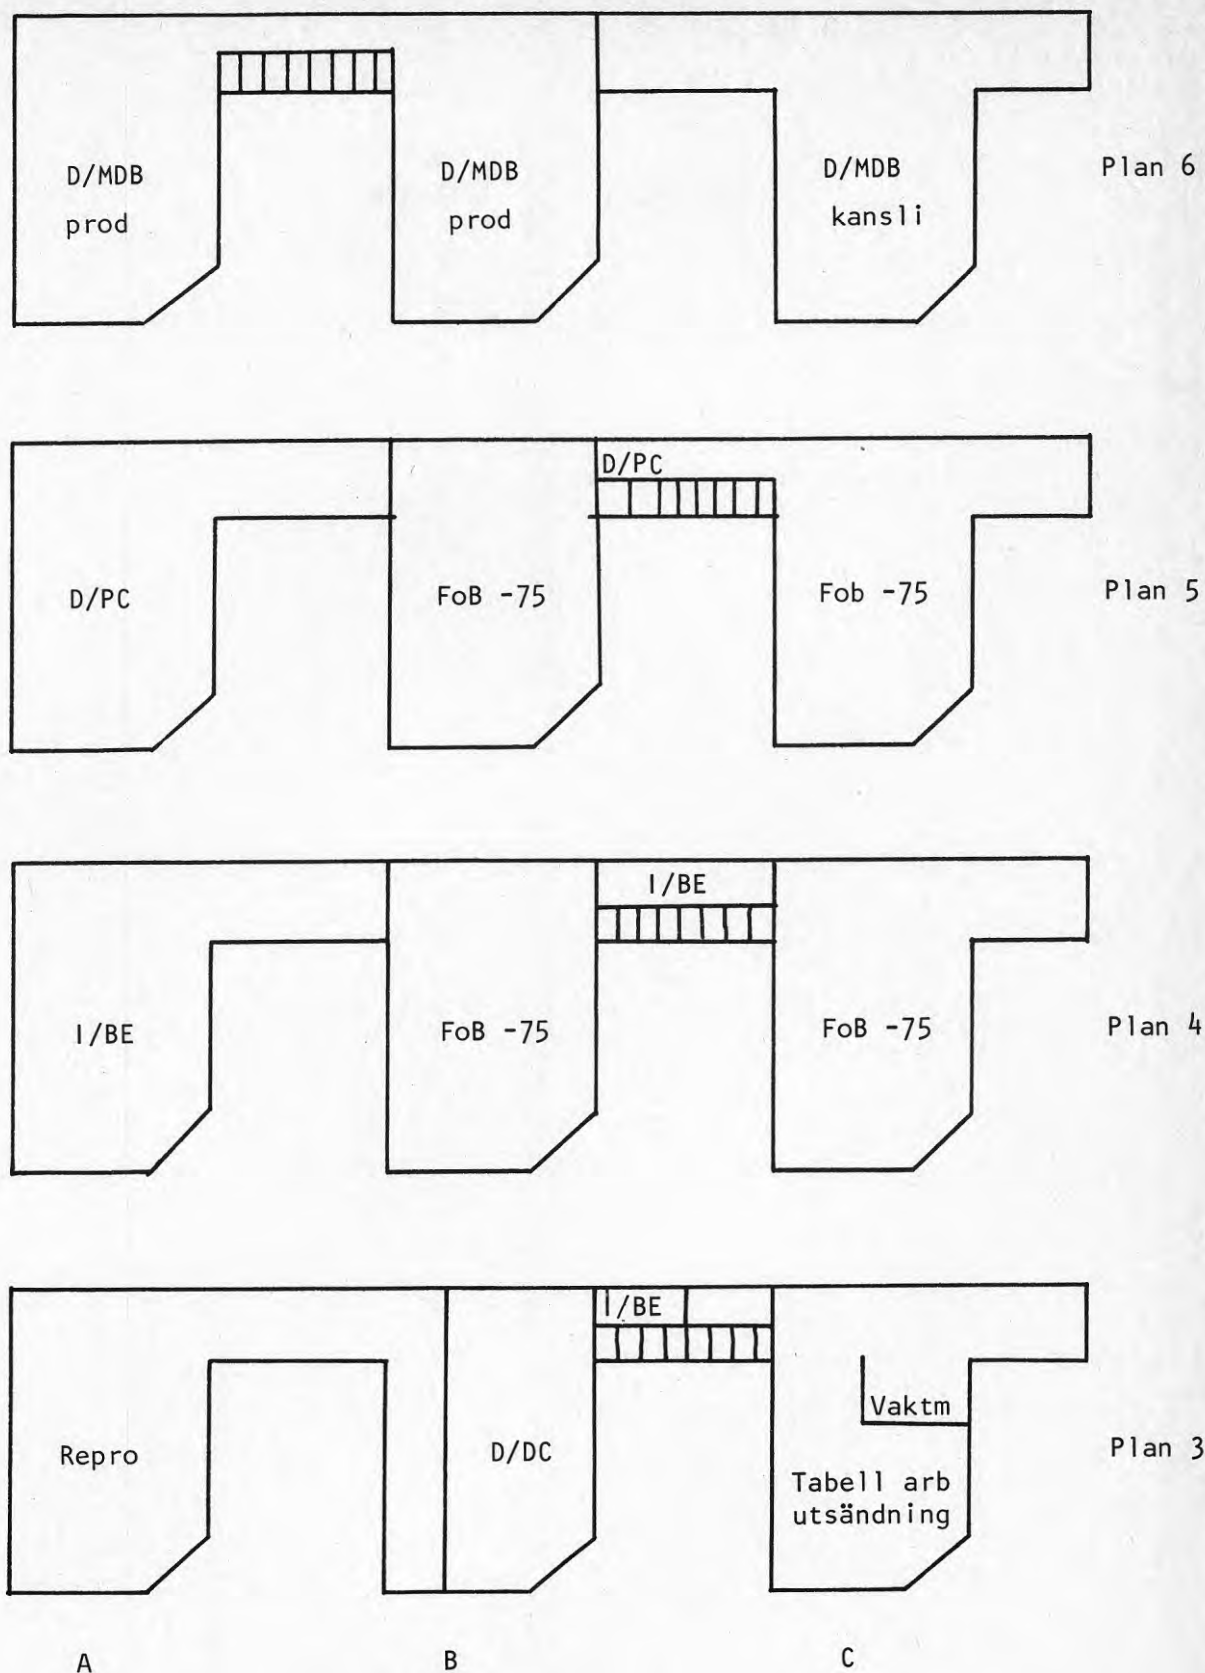 D/MDB
prod
D/MDB
prod
D/MDB
kansli
Plan 6
D/PC
D/PC
FoB -75
Fob -75
Plan 5
I/BE
I/BE
FoB -75
FoB -75
Plan 4
I/BE
Vaktm
Repro
D/DC
Tabell arb
utsändning
Plan 3
A
B
C